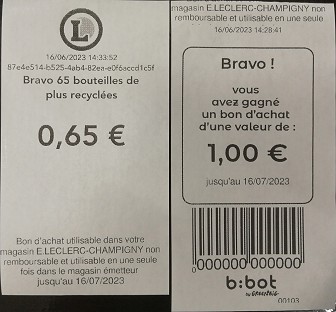 L
16/06/2023 14:33:52
87e4e514-b525-4ab4-82ea-e0f6accd1c5f
Bravo 65 bouteilles de
plus recyclées
0,65 €
Bon d'achat utilisable dans votre
magasin E.LECLERC-CHAMPIGNY non
remboursable et utilisable en une seule
fois dans le magasin émetteur
jusqu'au 16/07/2023
magasin E.LECLERC-CHAMPIGNY non
remboursable et utilisable en une seule
16/06/2023 14:28:41
Bravo !
vous
avez gagné
un bon d'achat
d'une valeur de :
1,00 €
jusqu'au 16/07/2023
0000000 000000
b:bot
by GREENBIG
00103